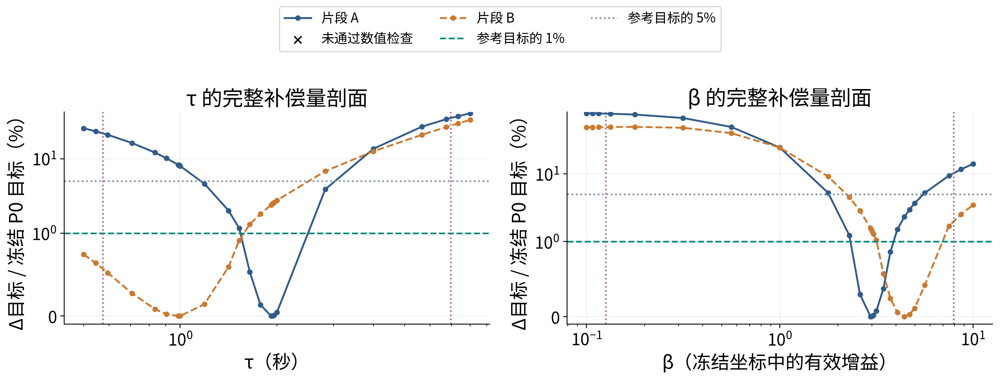 片段 A
片段 B
参考目标的 5%
未通过数值检查
参考目标的 1%
τ 的完整补偿量剖面
Δ目标 / 冻结 P0 目标（%）
10¹
10⁰
0
10⁰
τ（秒）
β 的完整补偿量剖面
Δ目标 / 冻结 P0 目标（%）
10¹
10⁰
0
10⁻¹
10⁰
10¹
β（冻结坐标中的有效增益）